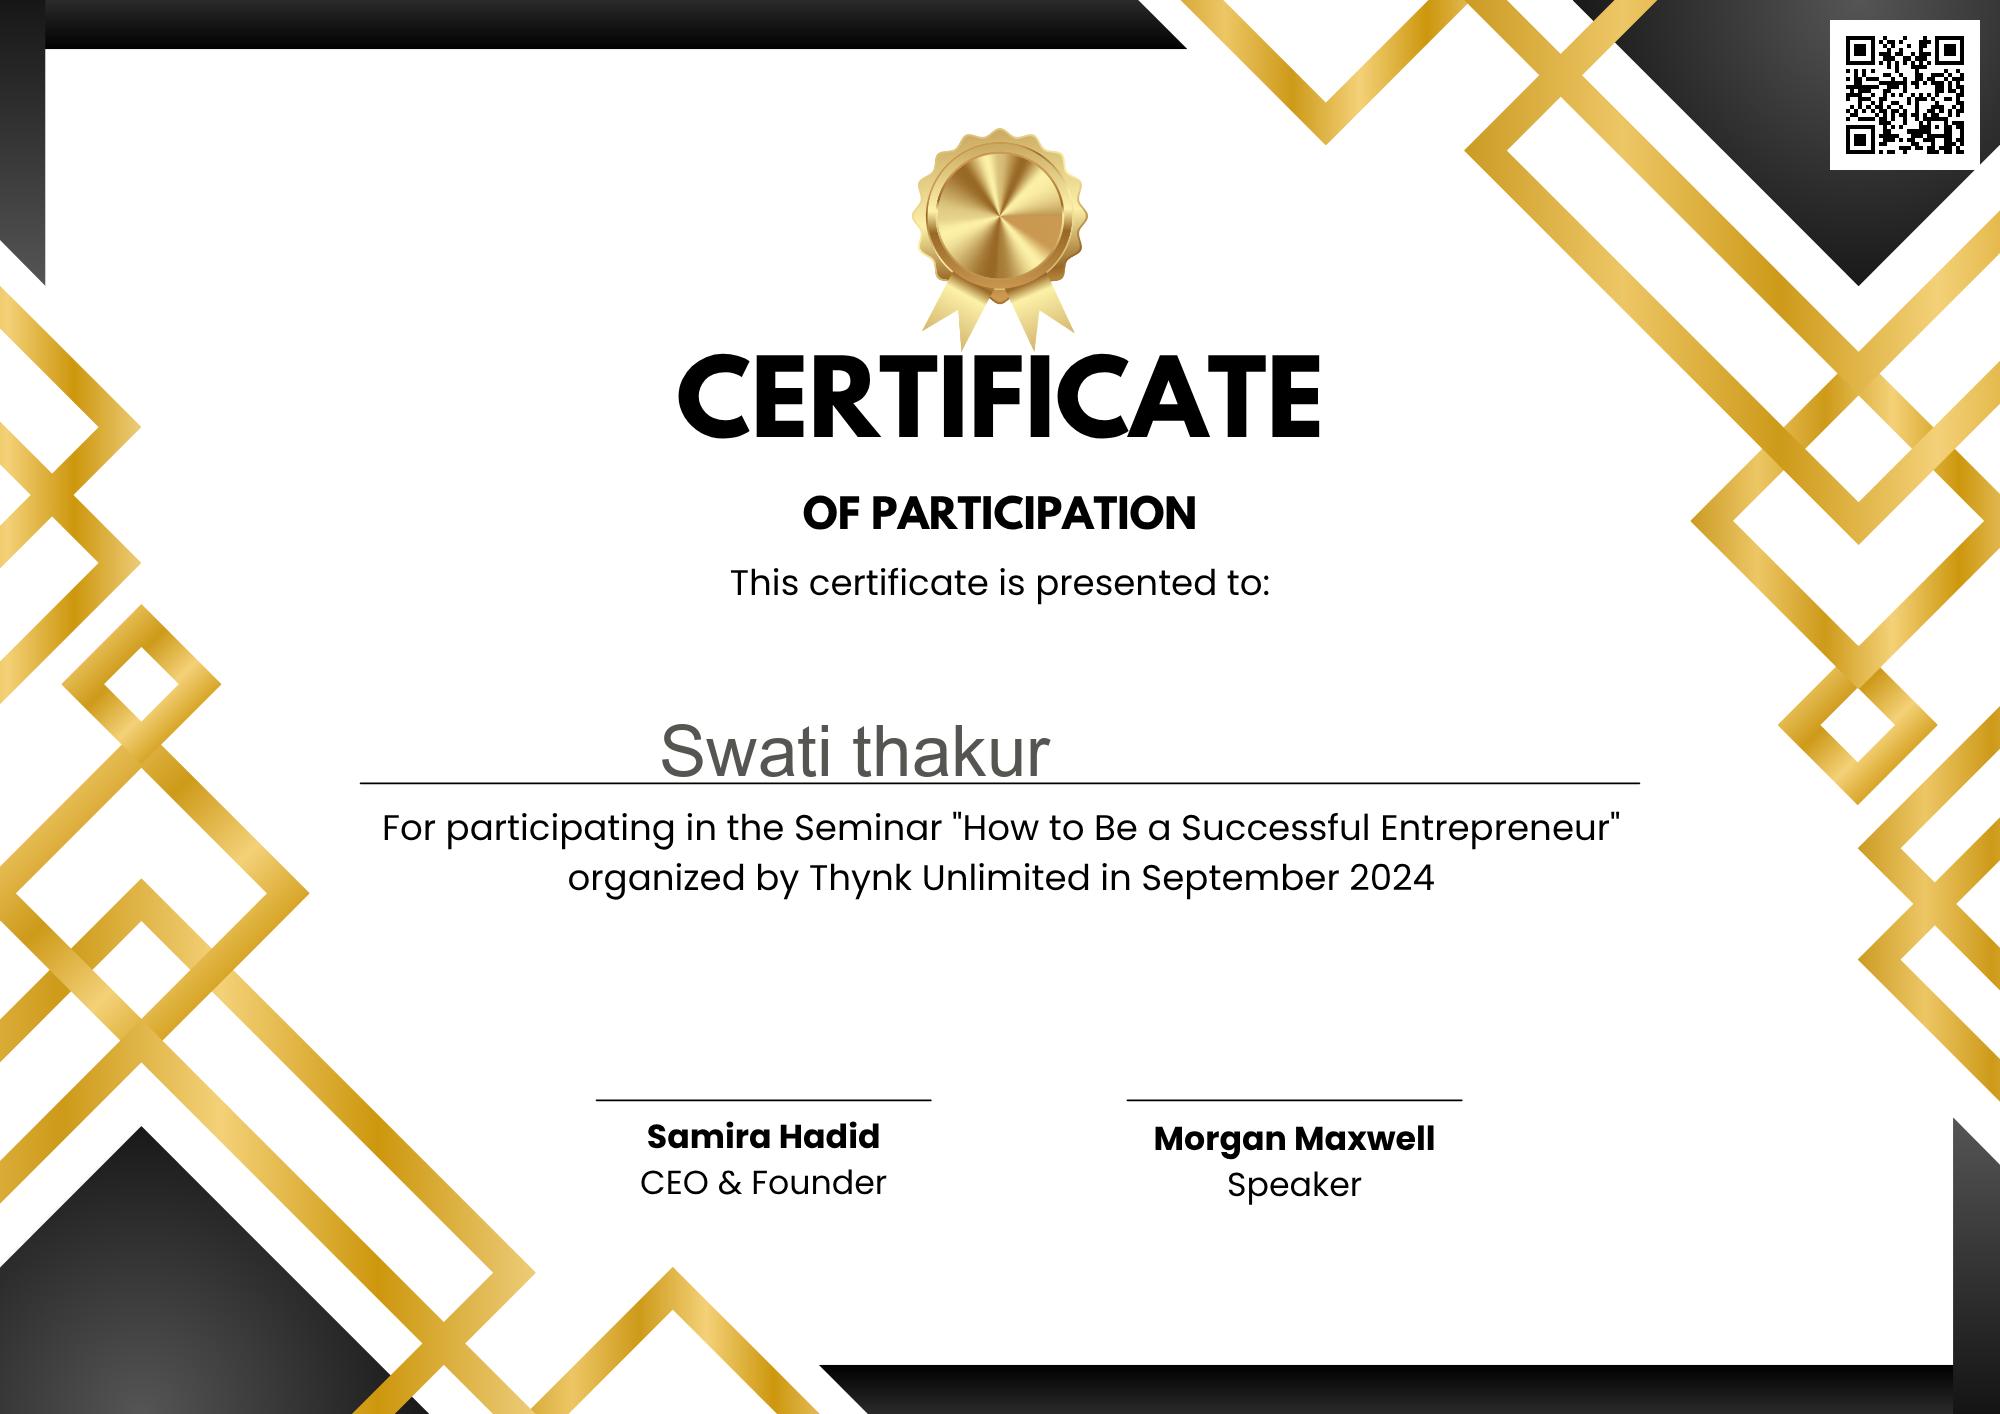 CERTIFICATE
OF PARTICIPATION
This certificate is presented to:
Swati thakur
For participating in the Seminar "How to Be a Successful Entrepreneur"
organized by Thynk Unlimited in September 2024
Samira Hadid
CEO & Founder
Morgan Maxwell
Speaker